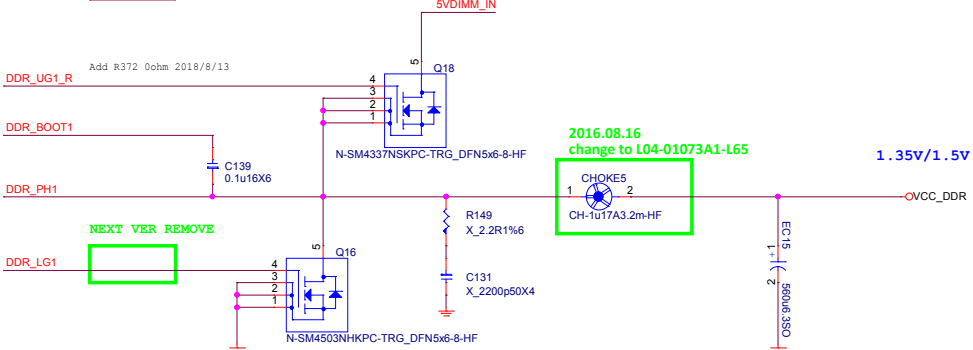 5VDIMM_IN
Add R372 0ohm 2018/8/13
DDR_UG1_R
5
Q18
4
3
2
1
N-SM4337NSKPC-TRG_DFN5x6-8-HF
DDR_BOOT1
C139
0.1u16X6
2016.08.16
change to L04-01073A1-L65
1.35V/1.5V
DDR_PH1
1
CHOKE5
2
CH-1u17A3.2m-HF
VCC_DDR
R149
X_2.2R1%6
NEXT VER REMOVE
DDR_LG1
5
Q16
4
3
2
1
N-SM4503NHKPC-TRG_DFN5x6-8-HF
C131
X_2200p50X4
EC15
1
+
2
560u6.3SO